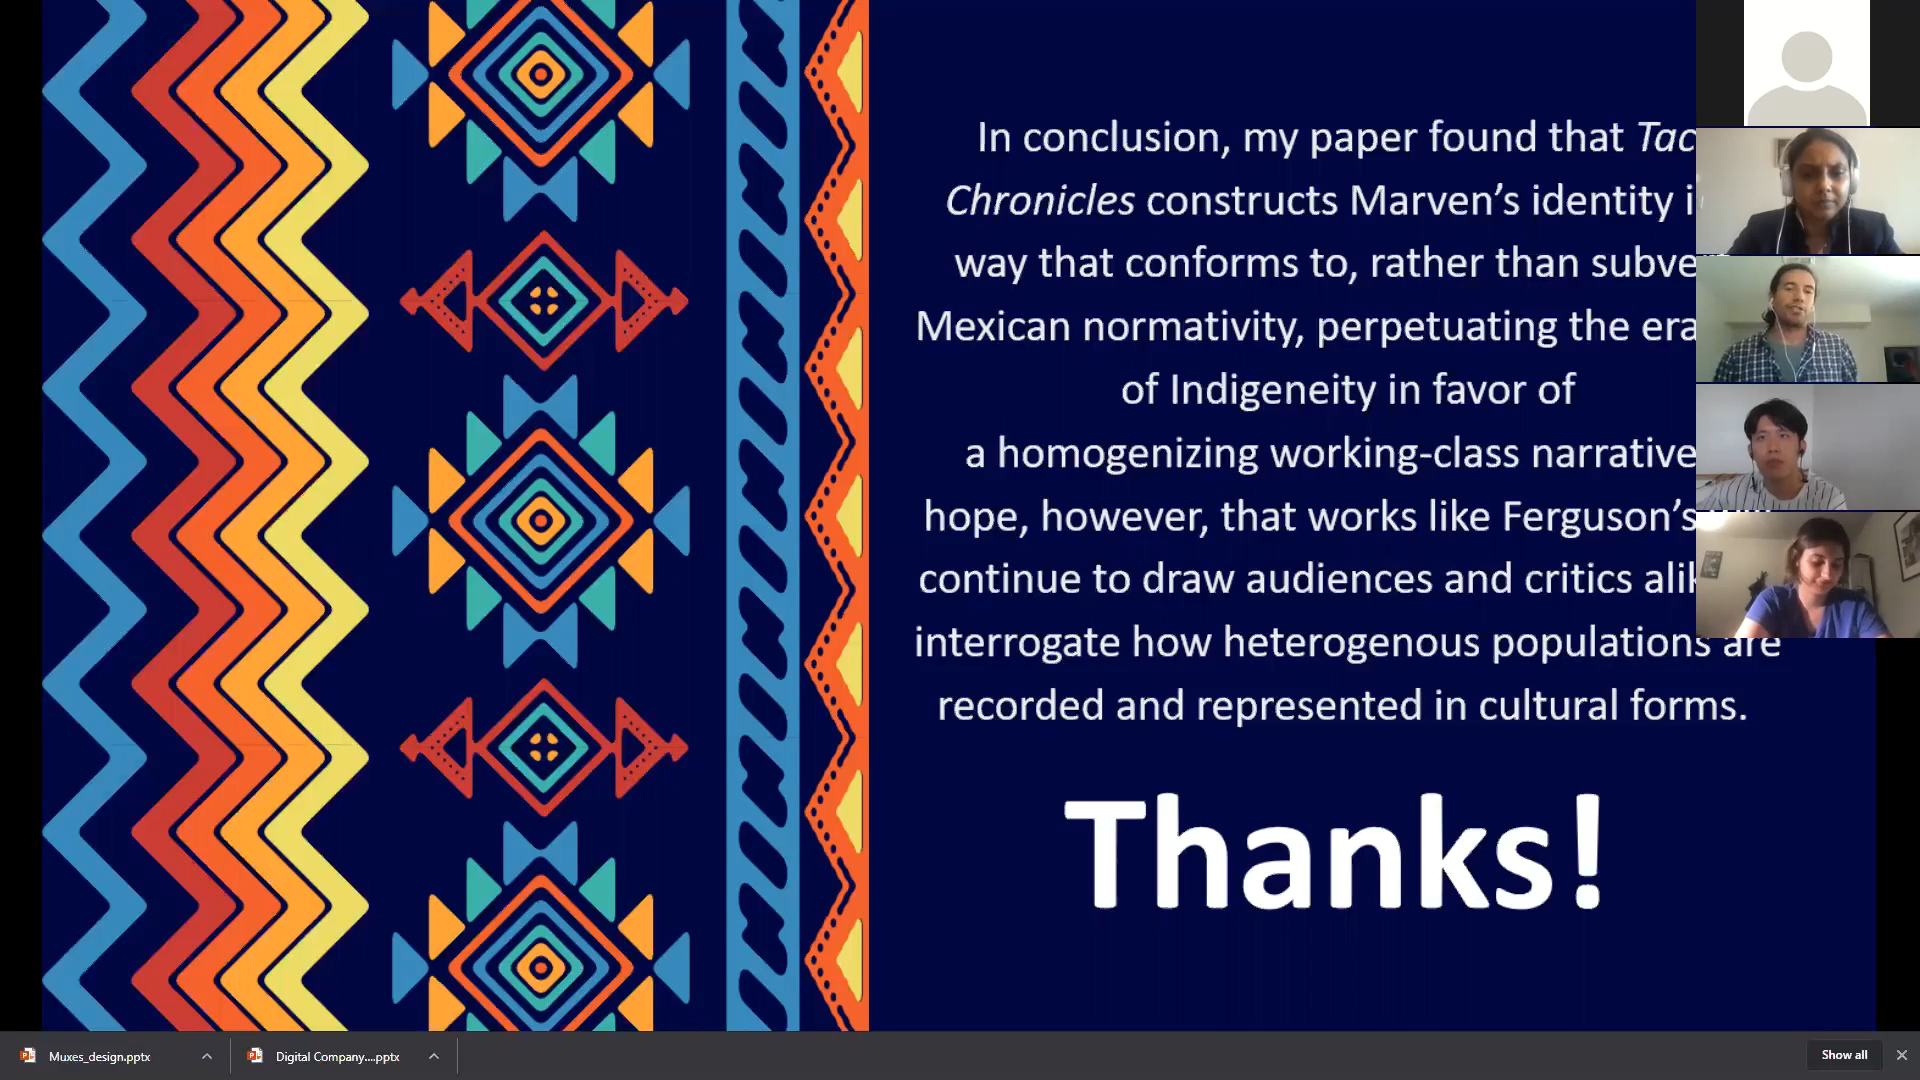 In conclusion, my paper found that Tac
Chronicles constructs Marven’s identity i
way that conforms to, rather than subve
Mexican normativity, perpetuating the era
of Indigeneity in favor of
a homogenizing working-class narrative
hope, however, that works like Ferguson’s
continue to draw audiences and critics alik
interrogate how heterogenous populations are
recorded and represented in cultural forms.
Thanks!
Muxes_design.pptx
Digital Company....pptx
Show all